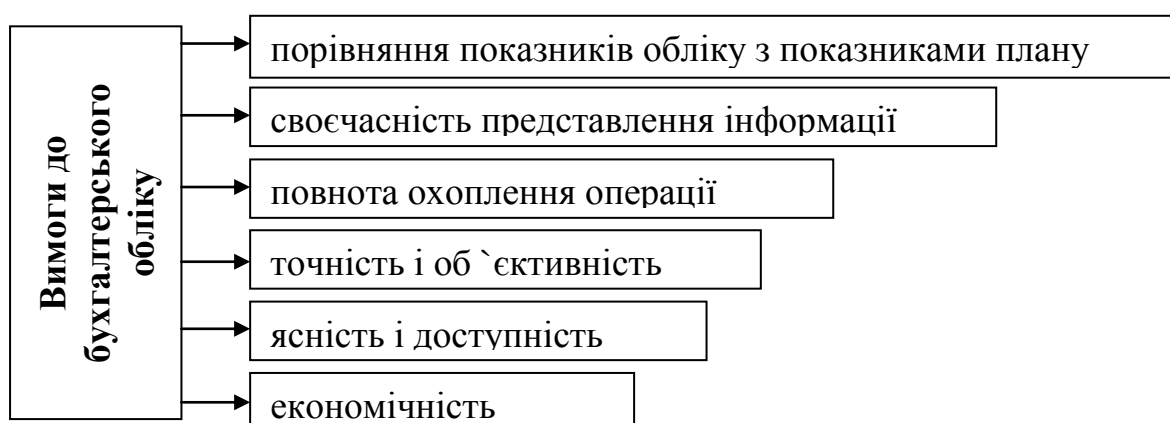 Вимоги до
бухгалтерського
обліку
порівняння показників обліку з показниками плану
своєчасність представлення інформації
повнота охоплення операції
точність і об `єктивність
ясність і доступність
економічність